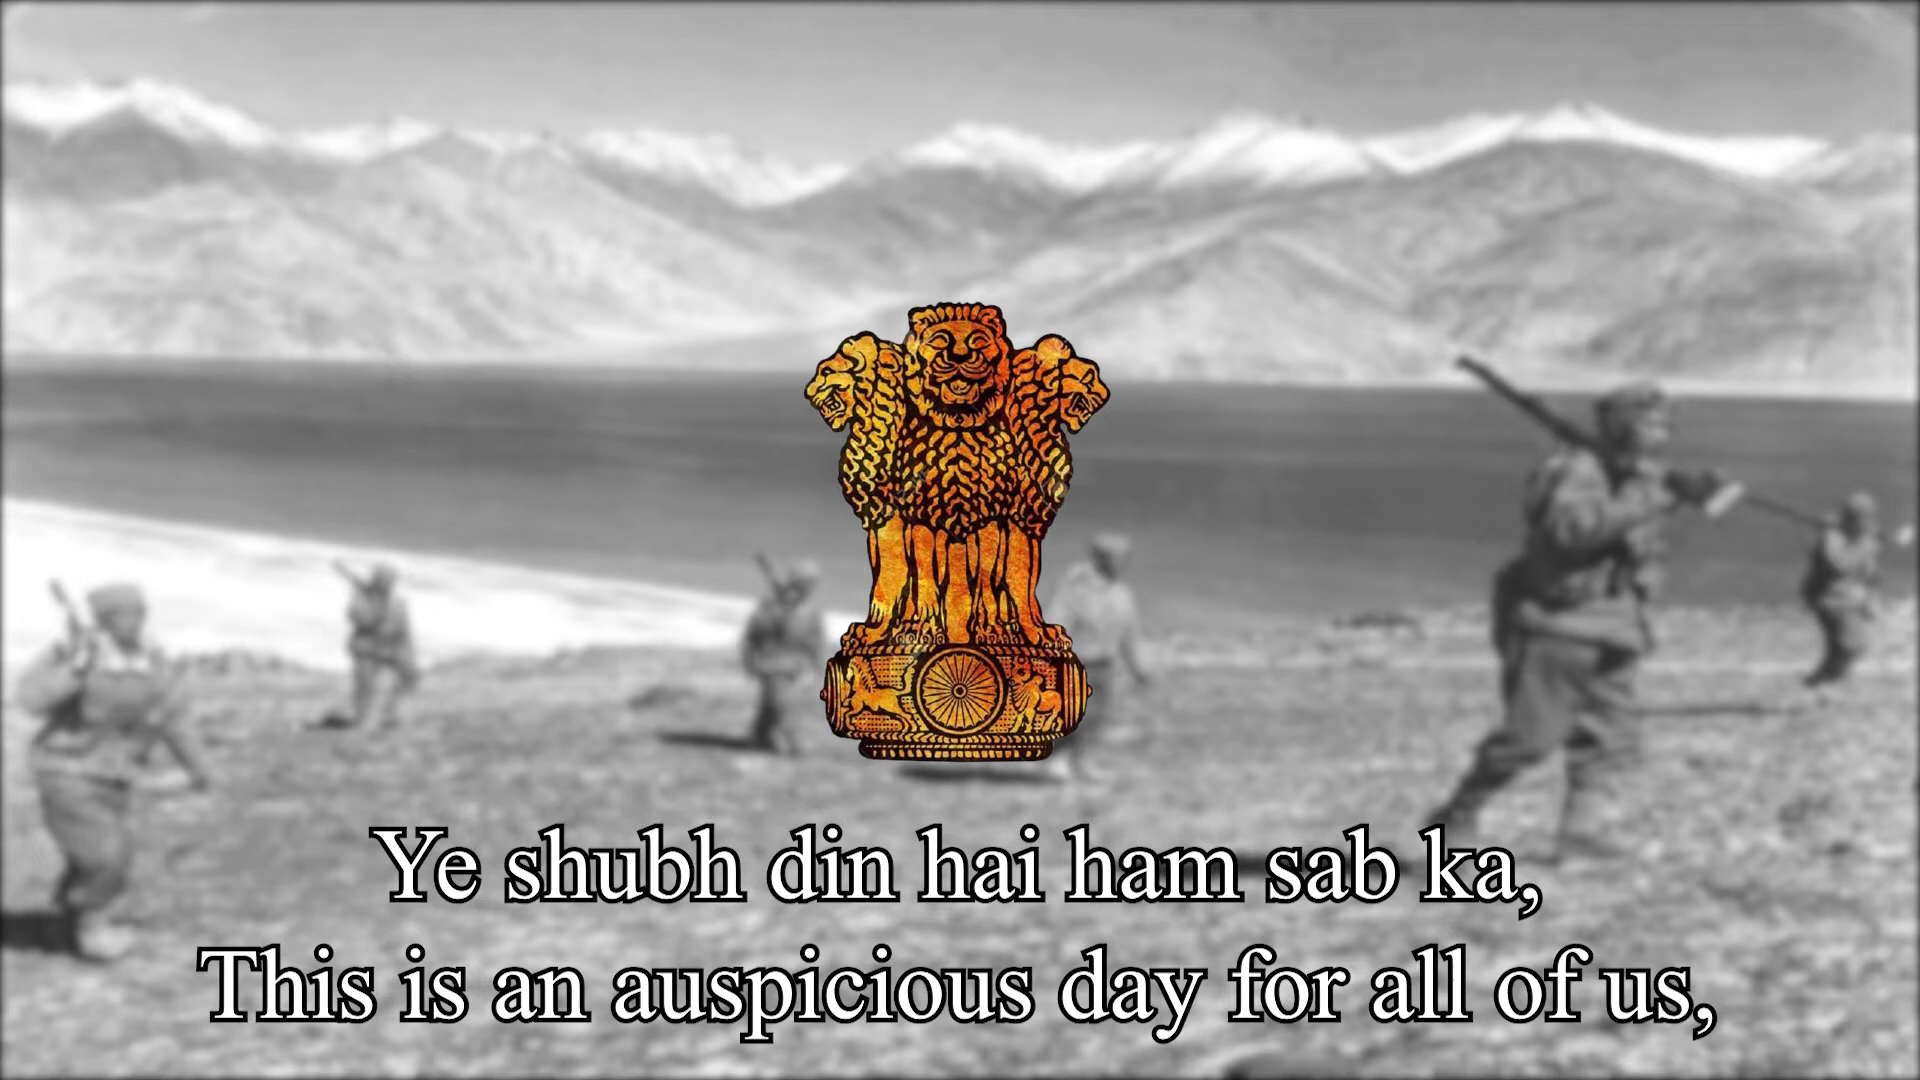 Ye shubh din hai ham sab ka,
This is an auspicious day for all of us,